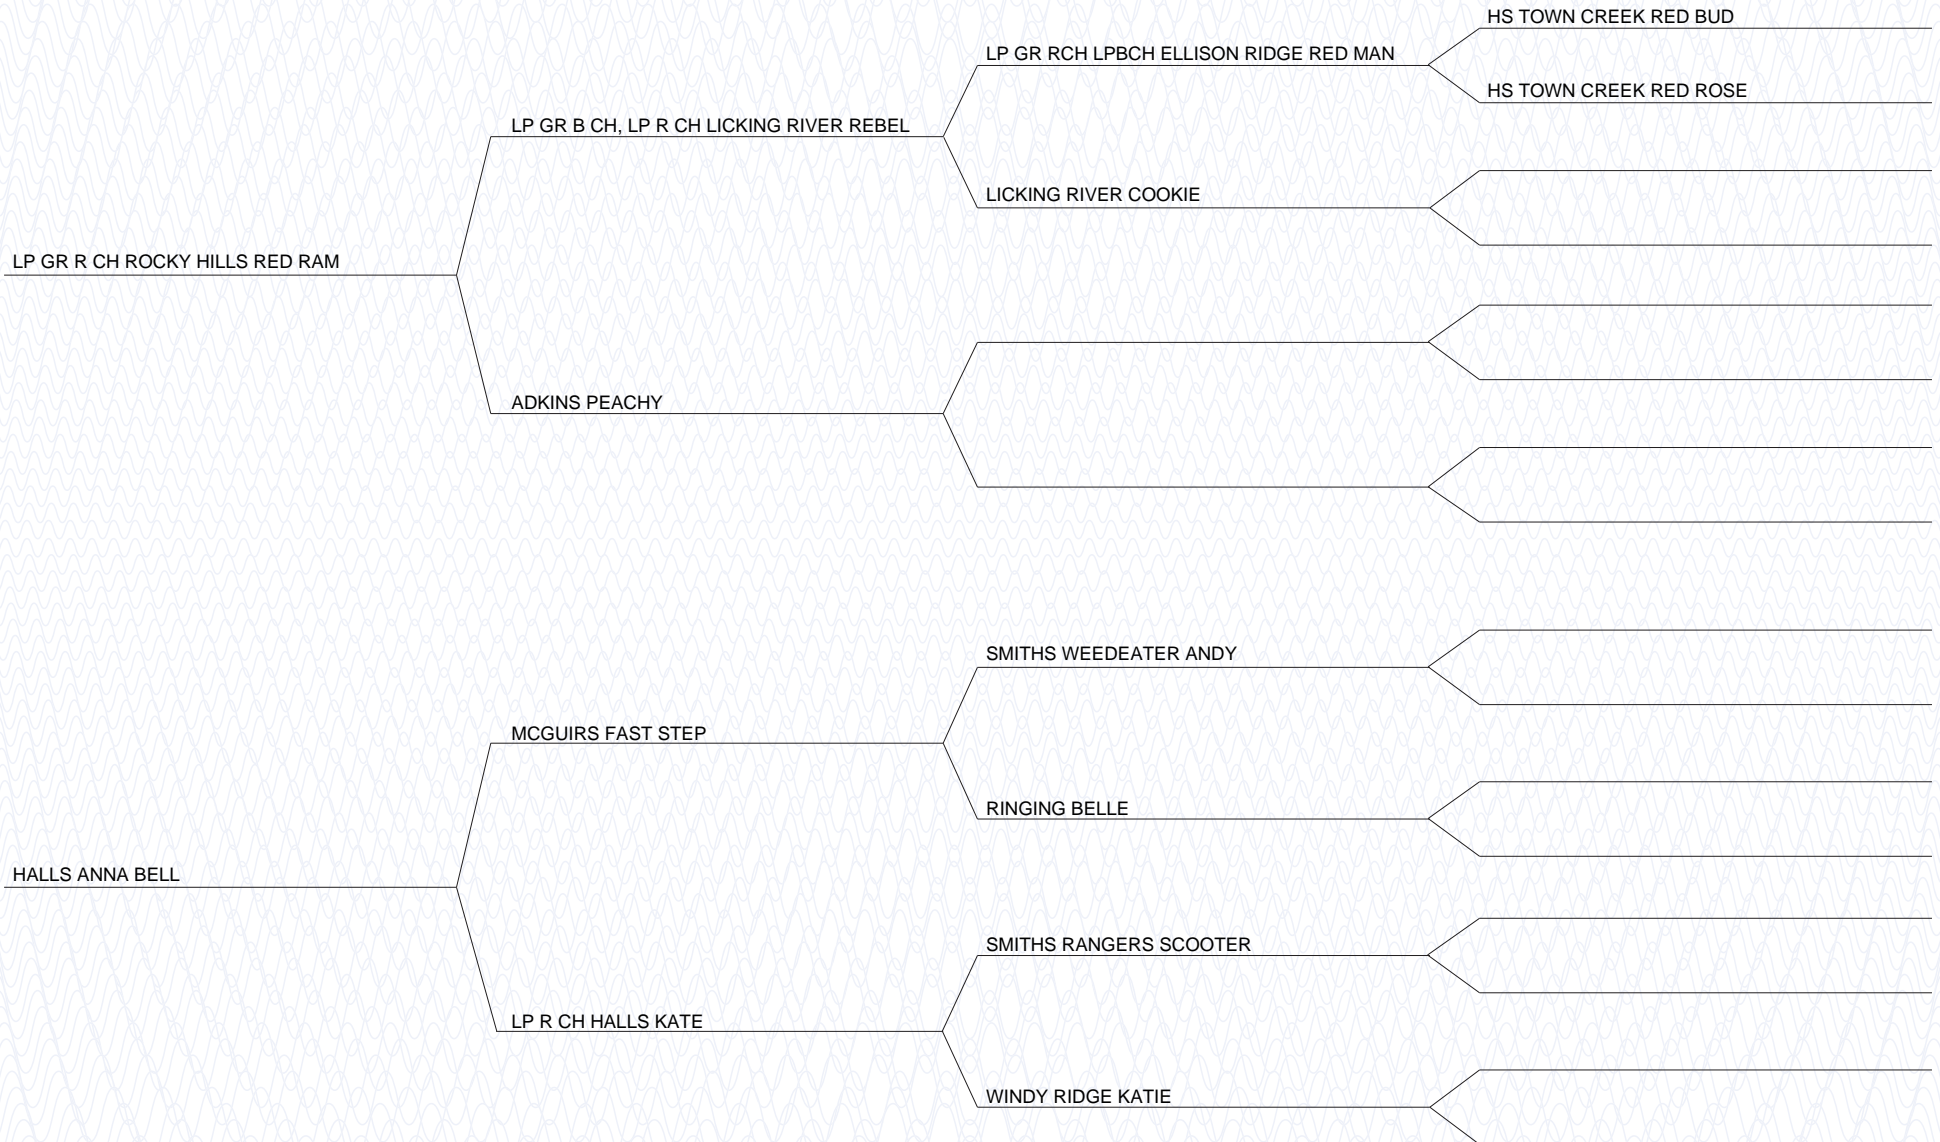 HS TOWN CREEK RED BUD
LP GR RCH LPBCH ELLISON RIDGE RED MAN
HS TOWN CREEK RED ROSE
LP GR B CH, LP R CH LICKING RIVER REBEL
LICKING RIVER COOKIE
LP GR R CH ROCKY HILLS RED RAM
ADKINS PEACHY
SMITHS WEEDEATER ANDY
MCGUIRS FAST STEP
RINGING BELLE
HALLS ANNA BELL
SMITHS RANGERS SCOOTER
LP R CH HALLS KATE
WINDY RIDGE KATIE